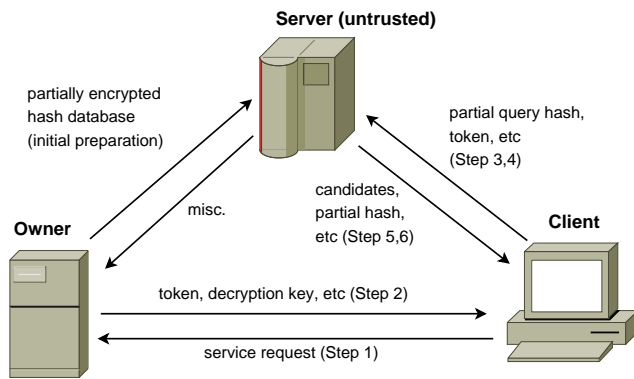 Server (untrusted)
partially encrypted
hash database
(initial preparation)
partial query hash,
token, etc
(Step 3,4)
misc.
candidates,
partial hash,
etc (Step 5,6)
Owner
Client
token, decryption key, etc (Step 2)
service request (Step 1)